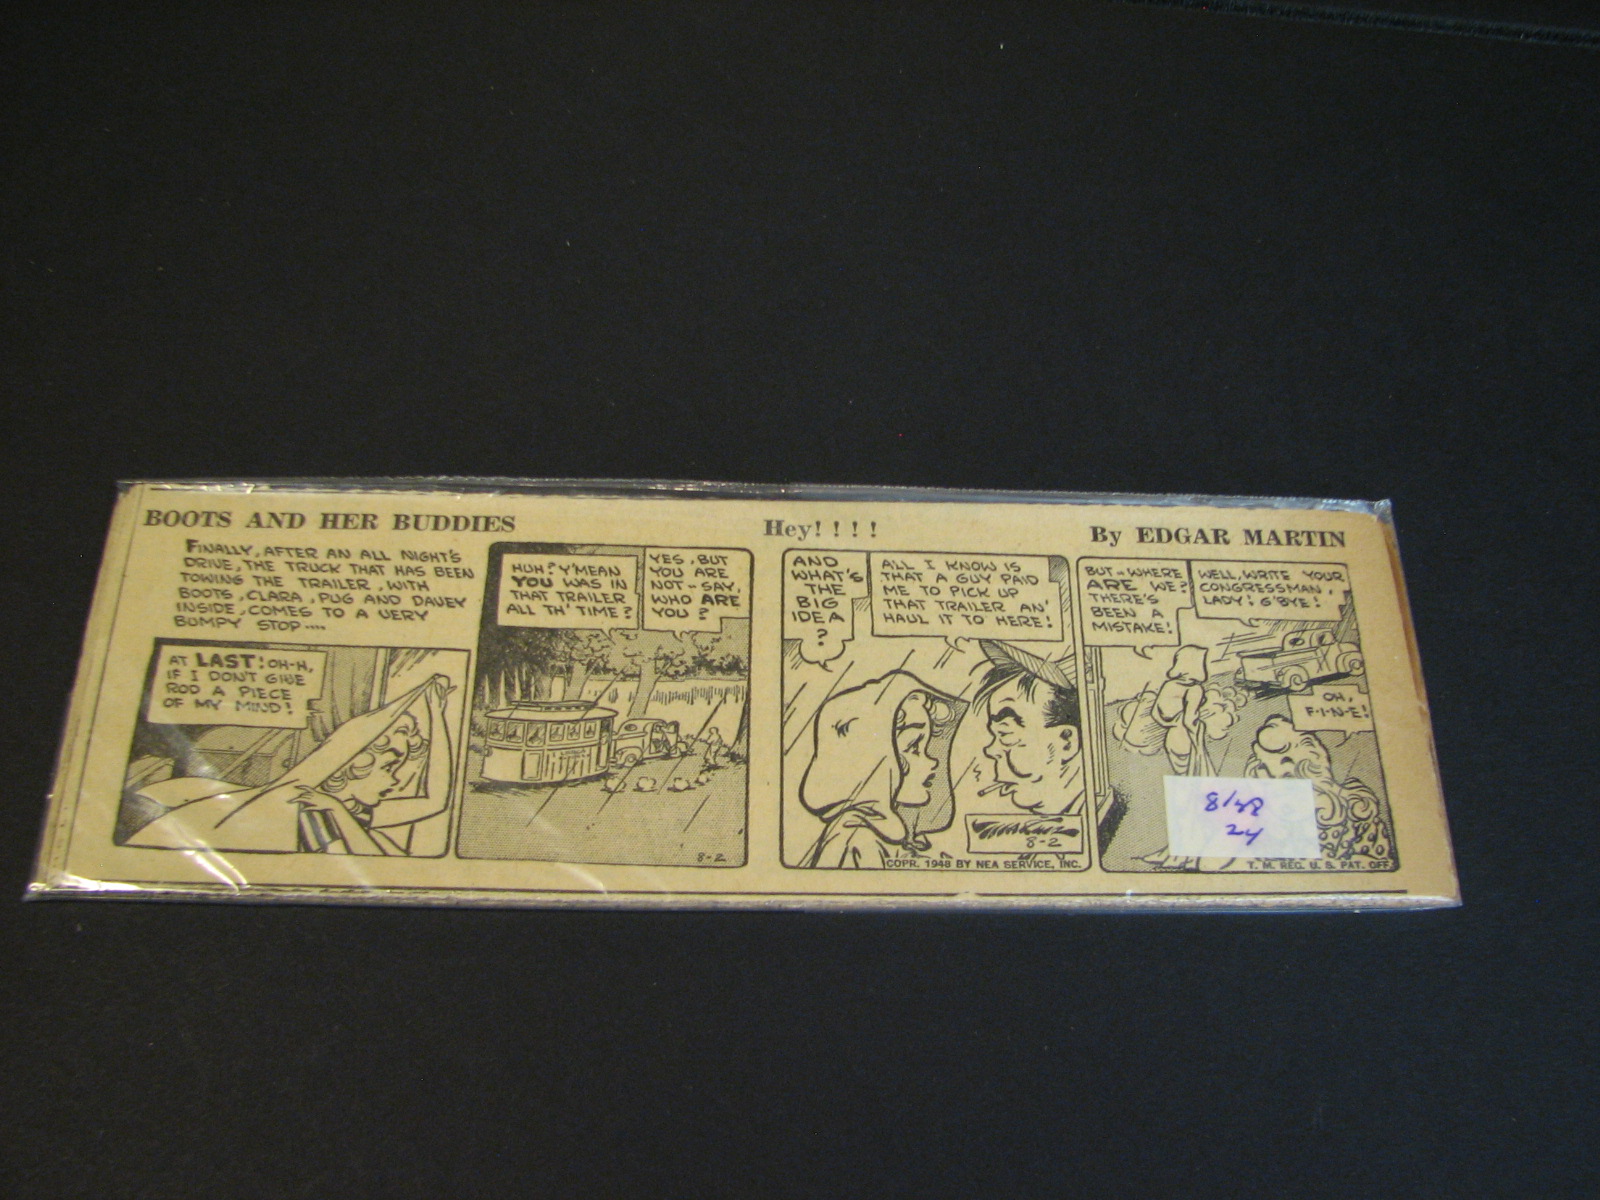 BOOTS AND HER BUDDIES
Hey! ! ! !
By EDGAR MARTIN
FINALLY, AFTER AN ALL NIGHT'S
DRIVE, THE TRUCK THAT HAS BEEN
TOWING THE TRAILER, WITH
BOOTS, CLARA, PUG AND DAVEY
INSIDE, COMES TO A VERY
BUMPY STOP....
AT LAST! OH-H,
IF I DON'T GIVE
ROD A PIECE
OF MY MIND!
HUH? Y'MEAN
YOU WAS IN
THAT TRAILER
ALL TH' TIME?
YES, BUT
YOU ARE
NOT--SAY,
WHO ARE
YOU?
8-2
AND
WHAT'S
THE
BIG
IDEA
?
ALL I KNOW IS
THAT A GUY PAID
ME TO PICK UP
THAT TRAILER AN'
HAUL IT TO HERE!
MARTIN
8-2
COPR. 1948 BY NEA SERVICE, INC.
BUT--WHERE
ARE WE?
THERE'S
BEEN A
MISTAKE!
WELL, WRITE YOUR
CONGRESSMAN,
LADY! G'BYE!
OH,
F-I-N-E!
8/48
24
T. M. REG. U. S. PAT. OFF.